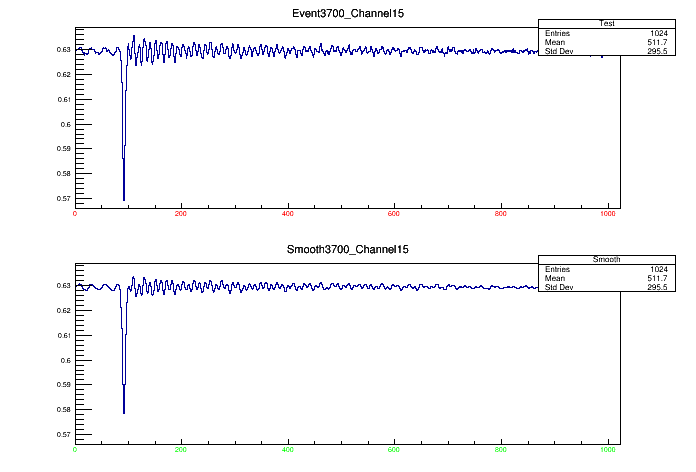 Event3700_Channel15
Test
Entries 1024
Mean 511.7
Std Dev 295.5
0.63
0.62
0.61
0.6
0.59
0.58
0.57
0 200 400 600 800 1000
Smooth3700_Channel15
Smooth
Entries 1024
Mean 511.7
Std Dev 295.5
0.63
0.62
0.61
0.6
0.59
0.58
0.57
0 200 400 600 800 1000